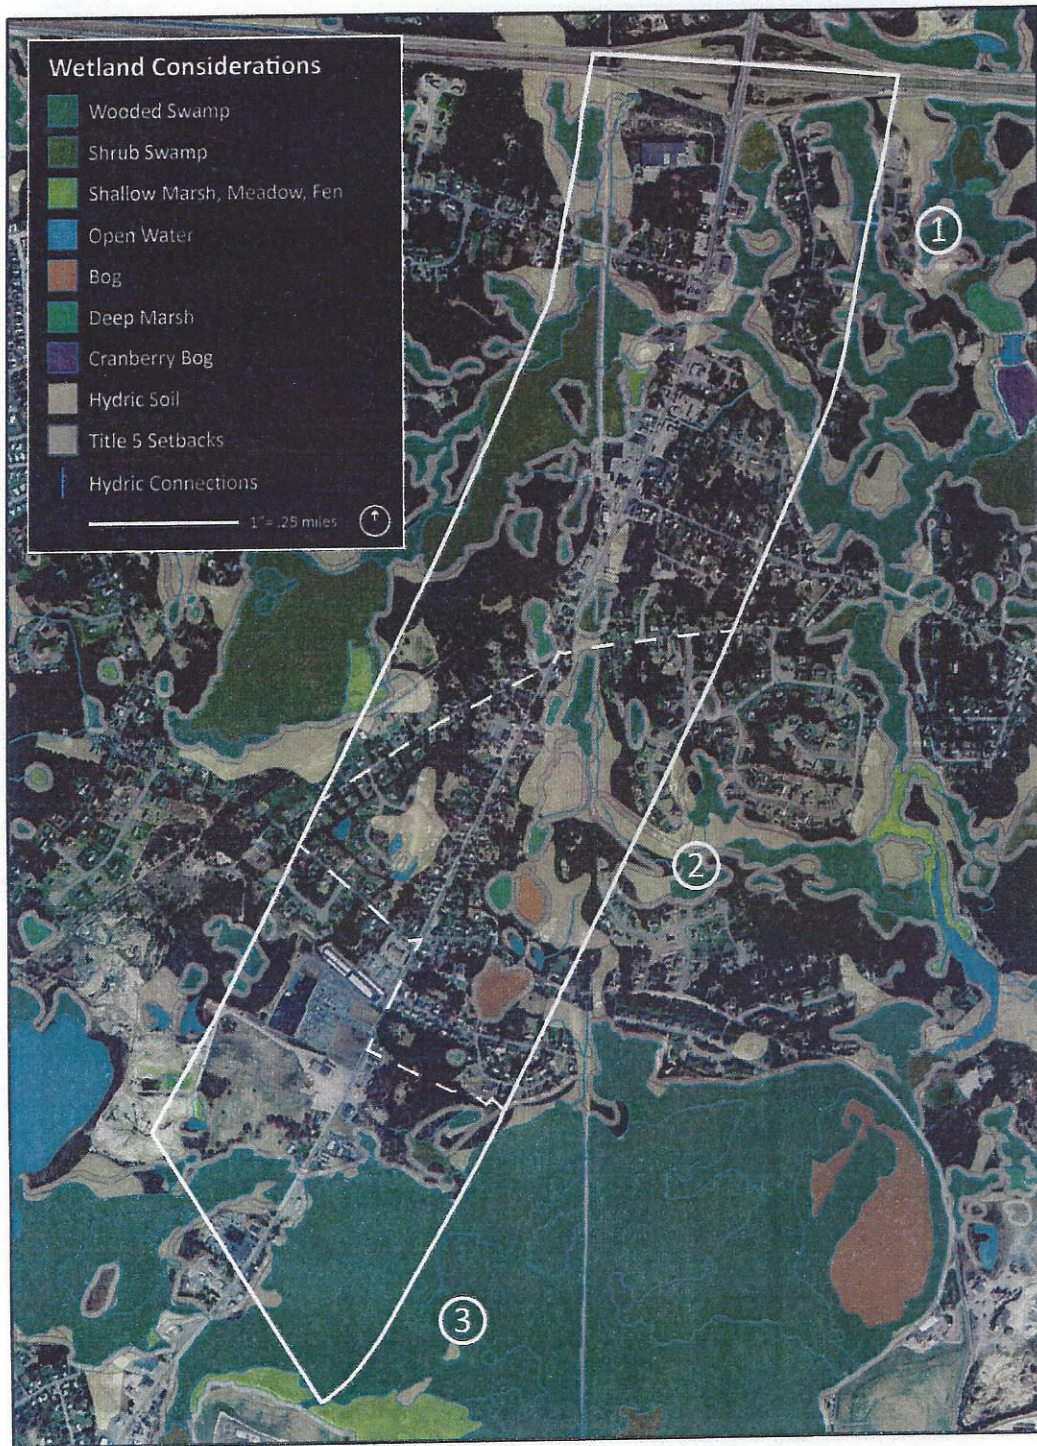 Wetland Considerations
Wooded Swamp
Shrub Swamp
Shallow Marsh, Meadow, Fen
Open Water
Bog
Deep Marsh
Cranberry Bog
Hydric Soil
Title 5 Setbacks
Hydric Connections
1"= .25 miles
1
2
3